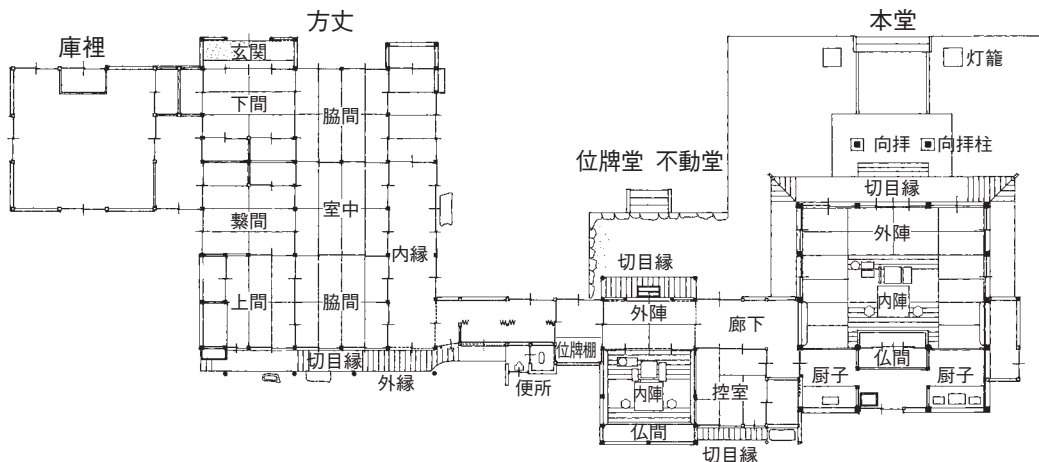 庫裡
方丈
本堂
玄関
灯籠
下間
脇間
向拝
向拝柱
位牌堂 不動堂
切目縁
繋間
室中
内縁
外陣
切目縁
内陣
上間
脇間
外陣
廊下
位牌棚
仏間
切目縁
外縁
便所
内陣
控室
厨子
厨子
仏間
切目縁